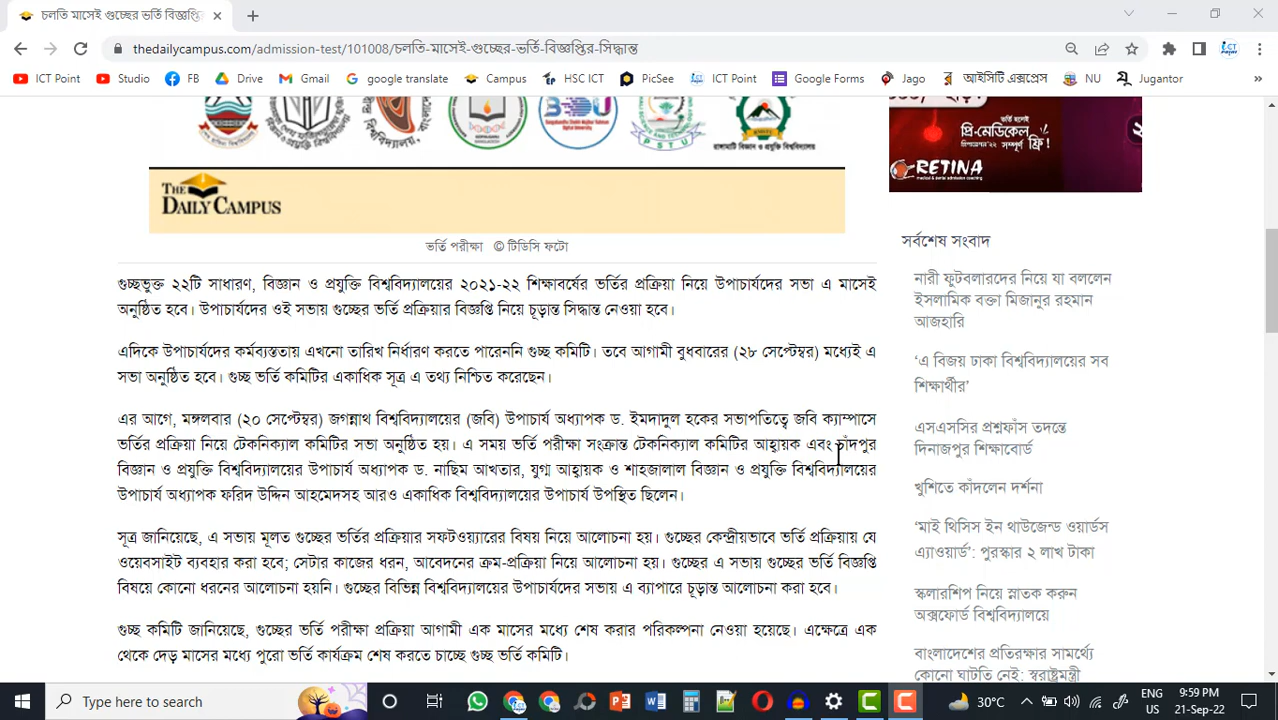 চলতি মাসেই গুচ্ছের ভর্তি বিজ্ঞপ্তি
thedailycampus.com/admission-test/101008/চলতি-মাসেই-গুচ্ছের-ভর্তি-বিজ্ঞপ্তির-সিদ্ধান্ত
ICT Point Studio FB Drive Gmail google translate Campus HSC ICT PicSee ICT Point Google Forms Jago আইসিটি এক্সপ্রেস NU Jugantor
BSU
PSTU
রাঙ্গামাটি বিজ্ঞান ও প্রযুক্তি বিশ্ববিদ্যালয়
THE
DAILY CAMPUS
ভর্তি পরীক্ষা © টিডিসি ফটো
গুচ্ছভুক্ত ২২টি সাধারণ, বিজ্ঞান ও প্রযুক্তি বিশ্ববিদ্যালয়ের ২০২১-২২ শিক্ষাবর্ষের ভর্তির প্রক্রিয়া নিয়ে উপাচার্যদের সভা এ মাসেই
অনুষ্ঠিত হবে। উপাচার্যদের ওই সভায় গুচ্ছের ভর্তি প্রক্রিয়ার বিজ্ঞপ্তি নিয়ে চূড়ান্ত সিদ্ধান্ত নেওয়া হবে।
এদিকে উপাচার্যদের কর্মব্যস্ততায় এখনো তারিখ নির্ধারণ করতে পারেননি গুচ্ছ কমিটি। তবে আগামী বুধবারের (২৮ সেপ্টেম্বর) মধ্যেই এ
সভা অনুষ্ঠিত হবে। গুচ্ছ ভর্তি কমিটির একাধিক সূত্র এ তথ্য নিশ্চিত করেছেন।
এর আগে, মঙ্গলবার (২০ সেপ্টেম্বর) জগন্নাথ বিশ্ববিদ্যালয়ের (জবি) উপাচার্য অধ্যাপক ড. ইমদাদুল হকের সভাপতিত্বে জবি ক্যাম্পাসে
ভর্তির প্রক্রিয়া নিয়ে টেকনিক্যাল কমিটির সভা অনুষ্ঠিত হয়। এ সময় ভর্তি পরীক্ষা সংক্রান্ত টেকনিক্যাল কমিটির আহ্বায়ক এবং চাঁদপুর
বিজ্ঞান ও প্রযুক্তি বিশ্ববিদ্যালয়ের উপাচার্য অধ্যাপক ড. নাছিম আখতার, যুগ্ম আহ্বায়ক ও শাহজালাল বিজ্ঞান ও প্রযুক্তি বিশ্ববিদ্যালয়ের
উপাচার্য অধ্যাপক ফরিদ উদ্দিন আহমেদসহ আরও একাধিক বিশ্ববিদ্যালয়ের উপাচার্য উপস্থিত ছিলেন।
সূত্র জানিয়েছে, এ সভায় মূলত গুচ্ছের ভর্তির প্রক্রিয়ার সফটওয়্যারের বিষয় নিয়ে আলোচনা হয়। গুচ্ছের কেন্দ্রীয়ভাবে ভর্তি প্রক্রিয়ায় যে
ওয়েবসাইট ব্যবহার করা হবে; সেটার কাজের ধরন, আবেদনের ক্রম-প্রক্রিয়া নিয়ে আলোচনা হয়। গুচ্ছের এ সভায় গুচ্ছের ভর্তি বিজ্ঞপ্তি
বিষয়ে কোনো ধরনের আলোচনা হয়নি। গুচ্ছের বিভিন্ন বিশ্ববিদ্যালয়ের উপাচার্যদের সভায় এ ব্যাপারে চূড়ান্ত আলোচনা করা হবে।
গুচ্ছ কমিটি জানিয়েছে, গুচ্ছের ভর্তি পরীক্ষা প্রক্রিয়া আগামী এক মাসের মধ্যে শেষ করার পরিকল্পনা নেওয়া হয়েছে। এক্ষেত্রে এক
থেকে দেড় মাসের মধ্যে পুরো ভর্তি কার্যক্রম শেষ করতে চাচ্ছে গুচ্ছ ভর্তি কমিটি।
প্রি-মেডিকেল
সম্পূর্ণ ফ্রি!
RETINA
সর্বশেষ সংবাদ
নারী ফুটবলারদের নিয়ে যা বললেন
ইসলামিক বক্তা মিজানুর রহমান
আজহারি
‘এ বিজয় ঢাকা বিশ্ববিদ্যালয়ের সব
শিক্ষার্থীর’
এসএসসির প্রশ্নফাঁস তদন্তে
দিনাজপুর শিক্ষাবোর্ড
খুশিতে কাঁদলেন দর্শনা
‘মাই থিসিস ইন থাউজেন্ড ওয়ার্ডস
এ্যাওয়ার্ড’: পুরস্কার ২ লাখ টাকা
স্কলারশিপ নিয়ে স্নাতক করুন
অক্সফোর্ড বিশ্ববিদ্যালয়ে
বাংলাদেশের প্রতিরক্ষার সামর্থ্যে
কোনো ঘাটতি নেই: স্বরাষ্ট্রমন্ত্রী
Type here to search
30°C
ENG
US
9:59 PM
21-Sep-22